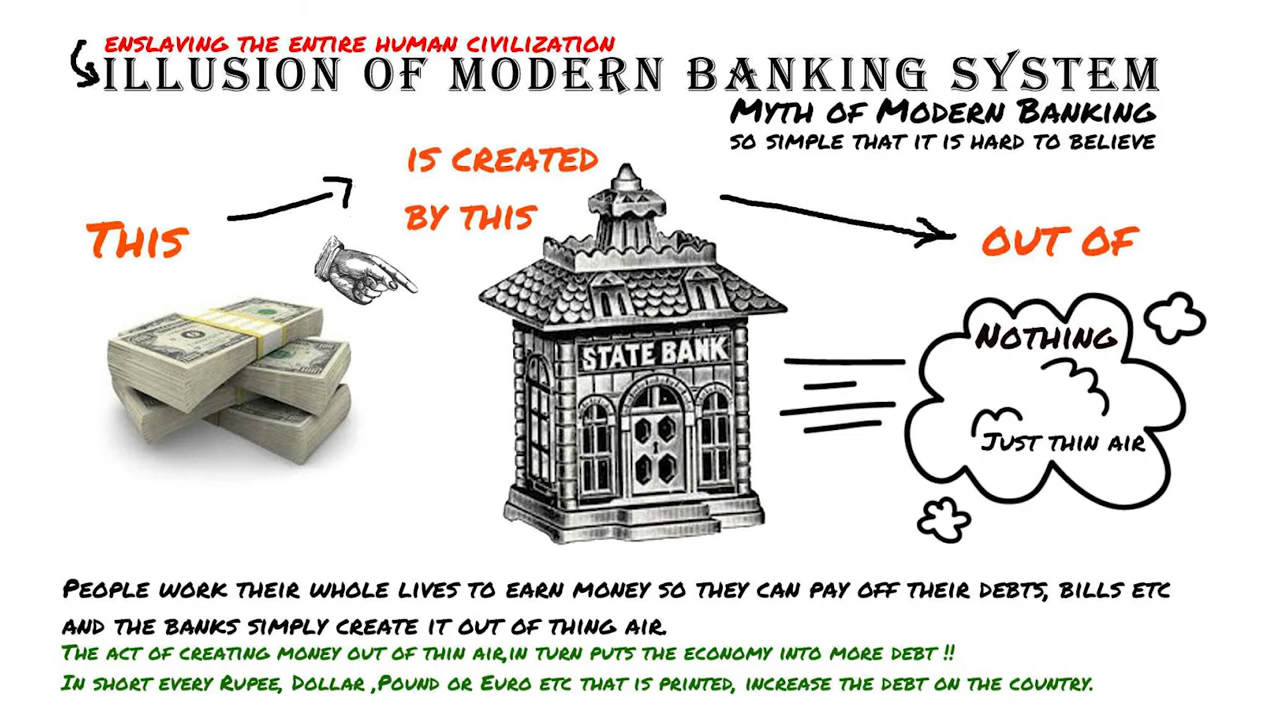 ENSLAVING THE ENTIRE HUMAN CIVILIZATION
ILLUSION OF MODERN BANKING SYSTEM
MYTH OF MODERN BANKING
SO SIMPLE THAT IT IS HARD TO BELIEVE
THIS
IS CREATED
BY THIS
OUT OF
STATE BANK
NOTHING
JUST THIN AIR
PEOPLE WORK THEIR WHOLE LIVES TO EARN MONEY SO THEY CAN PAY OFF THEIR DEBTS, BILLS ETC
AND THE BANKS SIMPLY CREATE IT OUT OF THING AIR.
THE ACT OF CREATING MONEY OUT OF THIN AIR,IN TURN PUTS THE ECONOMY INTO MORE DEBT !!
IN SHORT EVERY RUPEE, DOLLAR ,POUND OR EURO ETC THAT IS PRINTED, INCREASE THE DEBT ON THE COUNTRY.